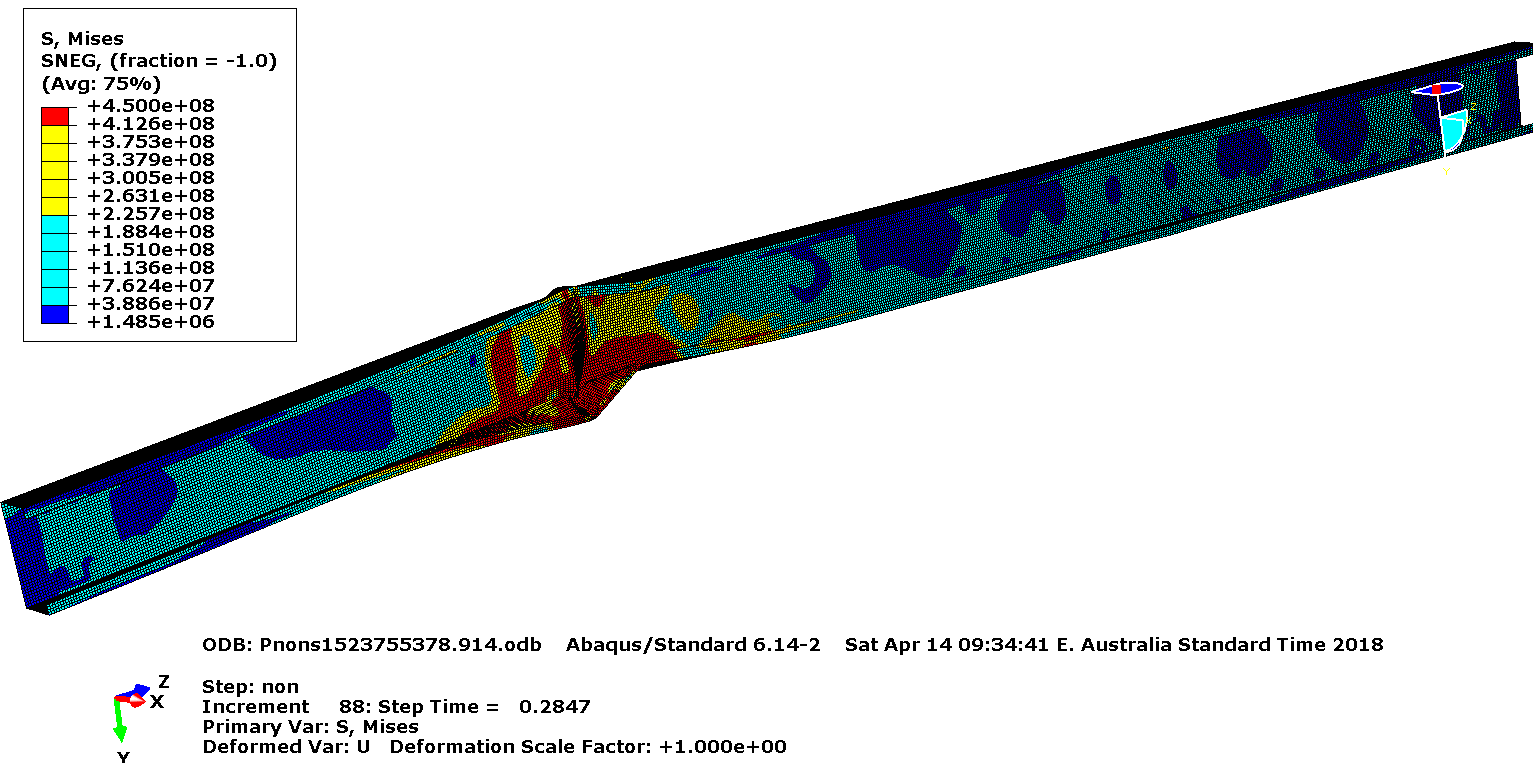 S, Mises
SNEG, (fraction = -1.0)
(Avg: 75%)
+4.500e+08
+4.126e+08
+3.753e+08
+3.379e+08
+3.005e+08
+2.631e+08
+2.257e+08
+1.884e+08
+1.510e+08
+1.136e+08
+7.624e+07
+3.886e+07
+1.485e+06
ODB: Pnons1523755378.914.odb    Abaqus/Standard 6.14-2    Sat Apr 14 09:34:41 E. Australia Standard Time 2018
Z
X
Y
Step: non
Increment     88: Step Time =   0.2847
Primary Var: S, Mises
Deformed Var: U   Deformation Scale Factor: +1.000e+00